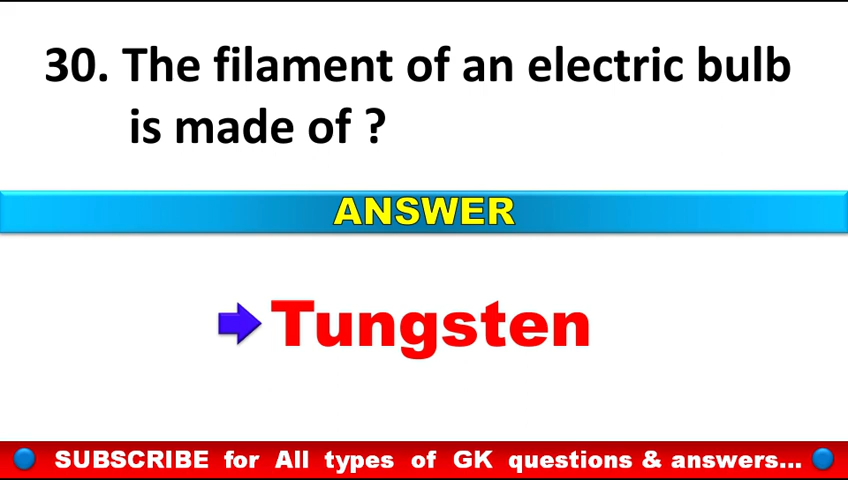 30. The filament of an electric bulb
is made of ?
ANSWER
Tungsten
SUBSCRIBE for All types of GK questions & answers...